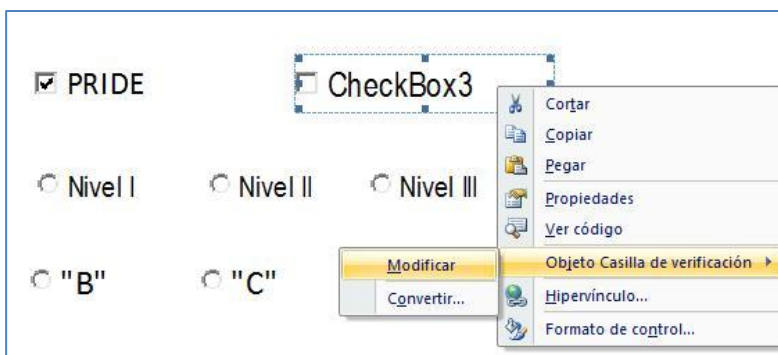 PRIDE
CheckBox3
Nivel I
Nivel II
Nivel III
"B"
"C"
Cortar
Copiar
Pegar
Propiedades
Ver código
Objeto Casilla de verificación
Modificar
Convertir...
Hipervínculo...
Formato de control...